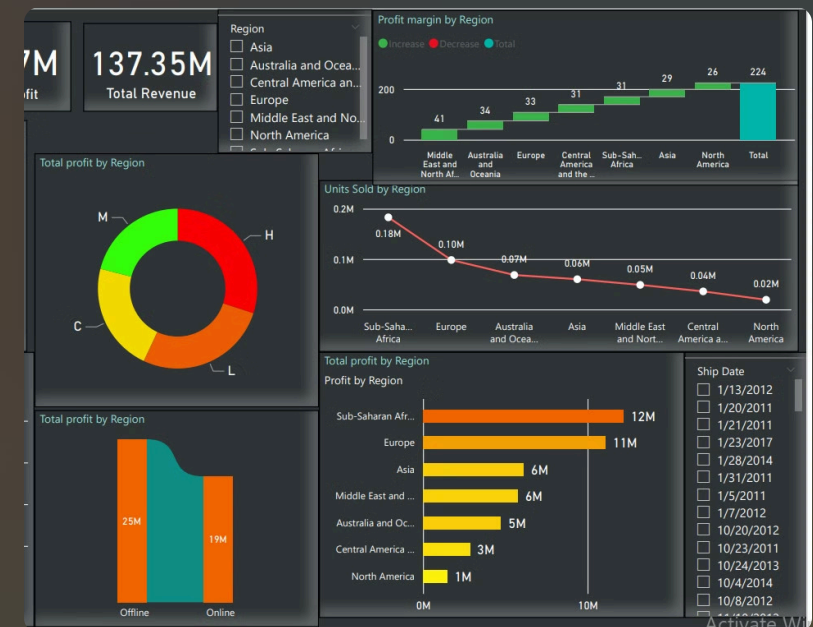 7M
fit
137.35M
Total Revenue
Region
Asia
Australia and Ocea...
Central America an...
Europe
Middle East and No...
North America
Profit margin by Region
Increase Decrease Total
200
0
41
34
33
31
31
29
26
224
Middle East and North Af...
Australia and Oceania
Europe
Central America and the ...
Sub-Sah... Africa
Asia
North America
Total
Total profit by Region
M
H
C
L
Units Sold by Region
0.2M
0.1M
0.0M
0.18M
0.10M
0.07M
0.06M
0.05M
0.04M
0.02M
Sub-Saha... Africa
Europe
Australia and Ocea...
Asia
Middle East and Nort...
Central America a...
North America
Total profit by Region
25M
19M
Offline
Online
Total profit by Region
Profit by Region
Sub-Saharan Afr... 12M
Europe 11M
Asia 6M
Middle East and ... 6M
Australia and Oc... 5M
Central America ... 3M
North America 1M
0M
10M
Ship Date
1/13/2012
1/20/2011
1/21/2011
1/23/2017
1/28/2014
1/31/2011
1/5/2011
1/7/2012
10/20/2012
10/23/2011
10/24/2013
10/4/2014
10/8/2012
Activate Wi